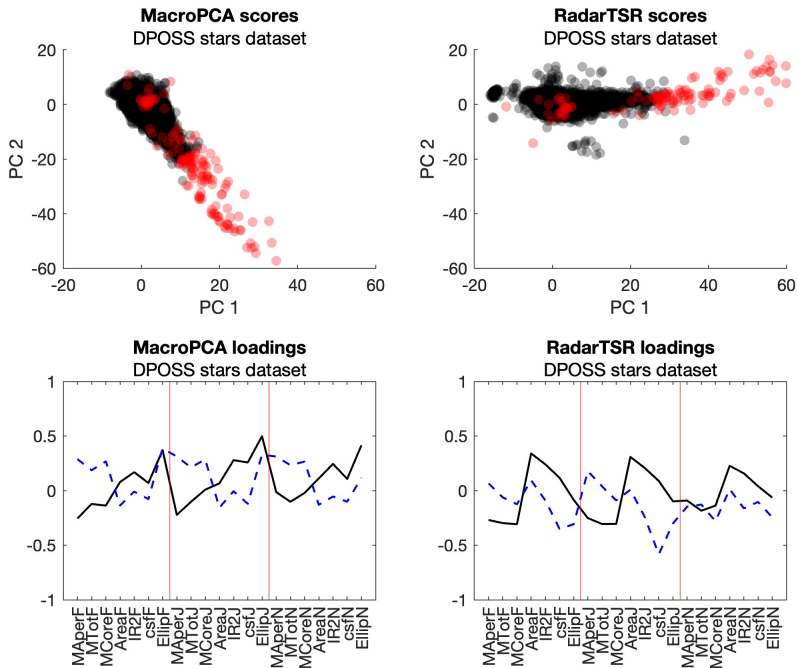 MacroPCA scores
DPOSS stars dataset
20
0
-20
-40
-60
-20
0
20
40
60
PC 2
PC 1
RadarTSR scores
DPOSS stars dataset
20
0
-20
-40
-60
-20
0
20
40
60
PC 2
PC 1
MacroPCA loadings
DPOSS stars dataset
1
0.5
0
-0.5
-1
MAperF
MTotF
MCoreF
AreaF
IR2F
csfF
EllipF
MAperJ
MTotJ
MCoreJ
AreaJ
IR2J
csfJ
EllipJ
MAperN
MTotN
MCoreN
AreaN
IR2N
csfN
EllipN
RadarTSR loadings
DPOSS stars dataset
1
0.5
0
-0.5
-1
MAperF
MTotF
MCoreF
AreaF
IR2F
csfF
EllipF
MAperJ
MTotJ
MCoreJ
AreaJ
IR2J
csfJ
EllipJ
MAperN
MTotN
MCoreN
AreaN
IR2N
csfN
EllipN